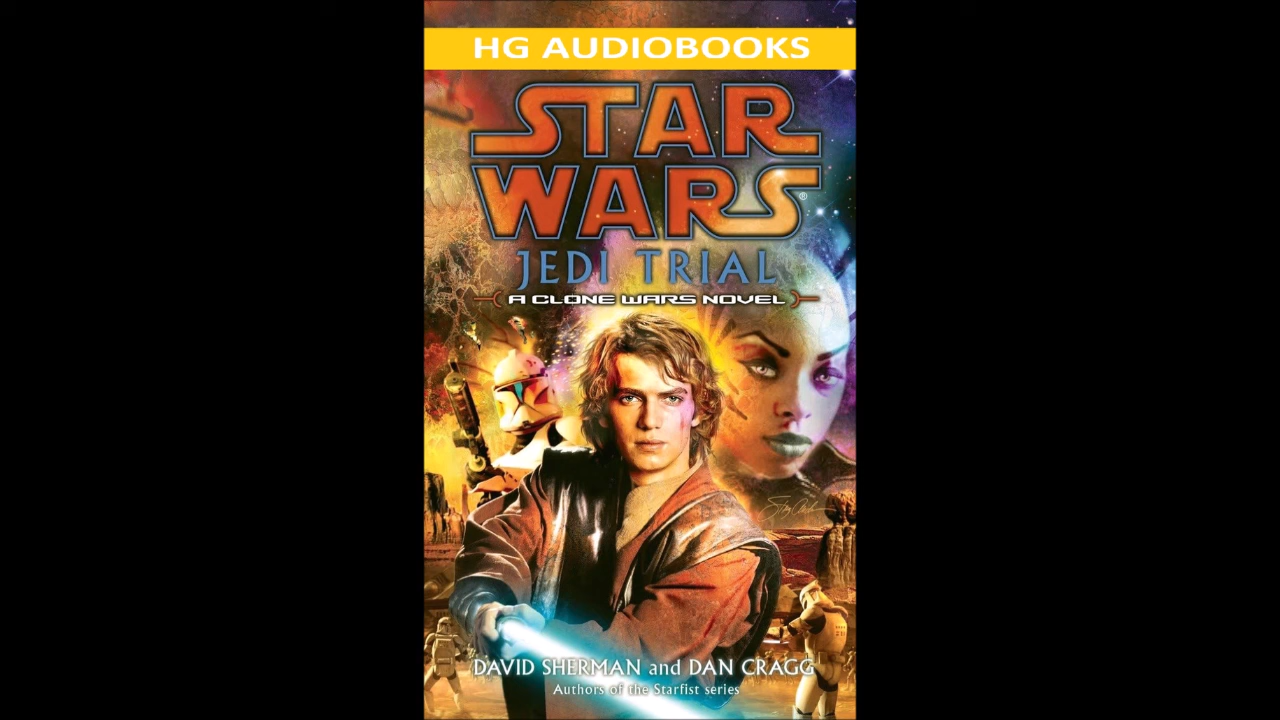 HG AUDIOBOOKS
STAR
WARS®
JEDI TRIAL
A CLONE WARS NOVEL
DAVID SHERMAN and DAN CRAGG
Authors of the Starfist series